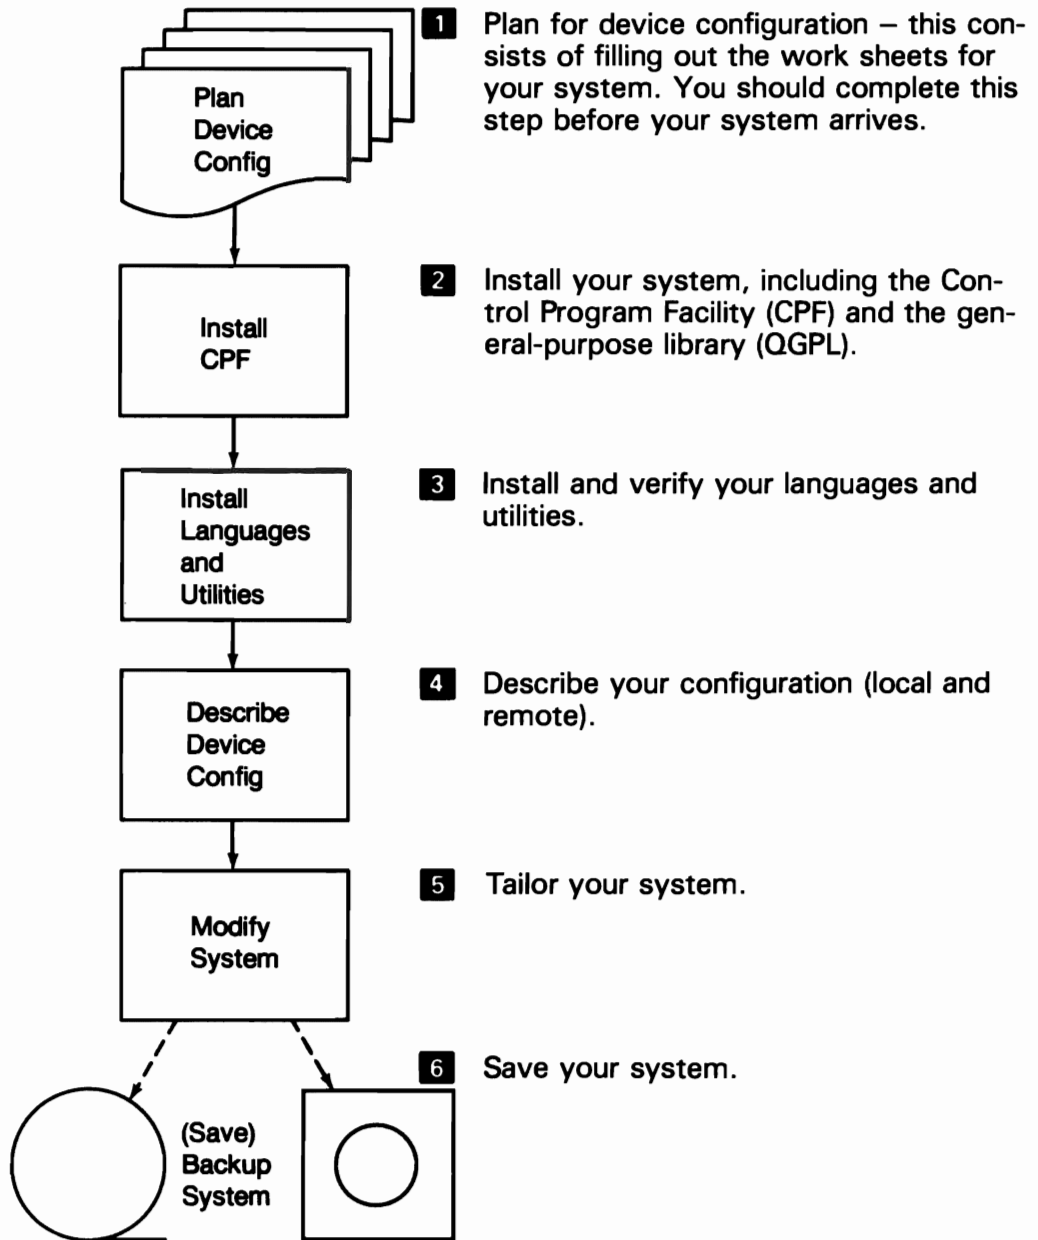 Plan
Device
Config
1 Plan for device configuration – this con-
sists of filling out the work sheets for
your system. You should complete this
step before your system arrives.
Install
CPF
2 Install your system, including the Con-
trol Program Facility (CPF) and the gen-
eral-purpose library (QGPL).
Install
Languages
and
Utilities
3 Install and verify your languages and
utilities.
Describe
Device
Config
4 Describe your configuration (local and
remote).
Modify
System
5 Tailor your system.
6 Save your system.
(Save)
Backup
System